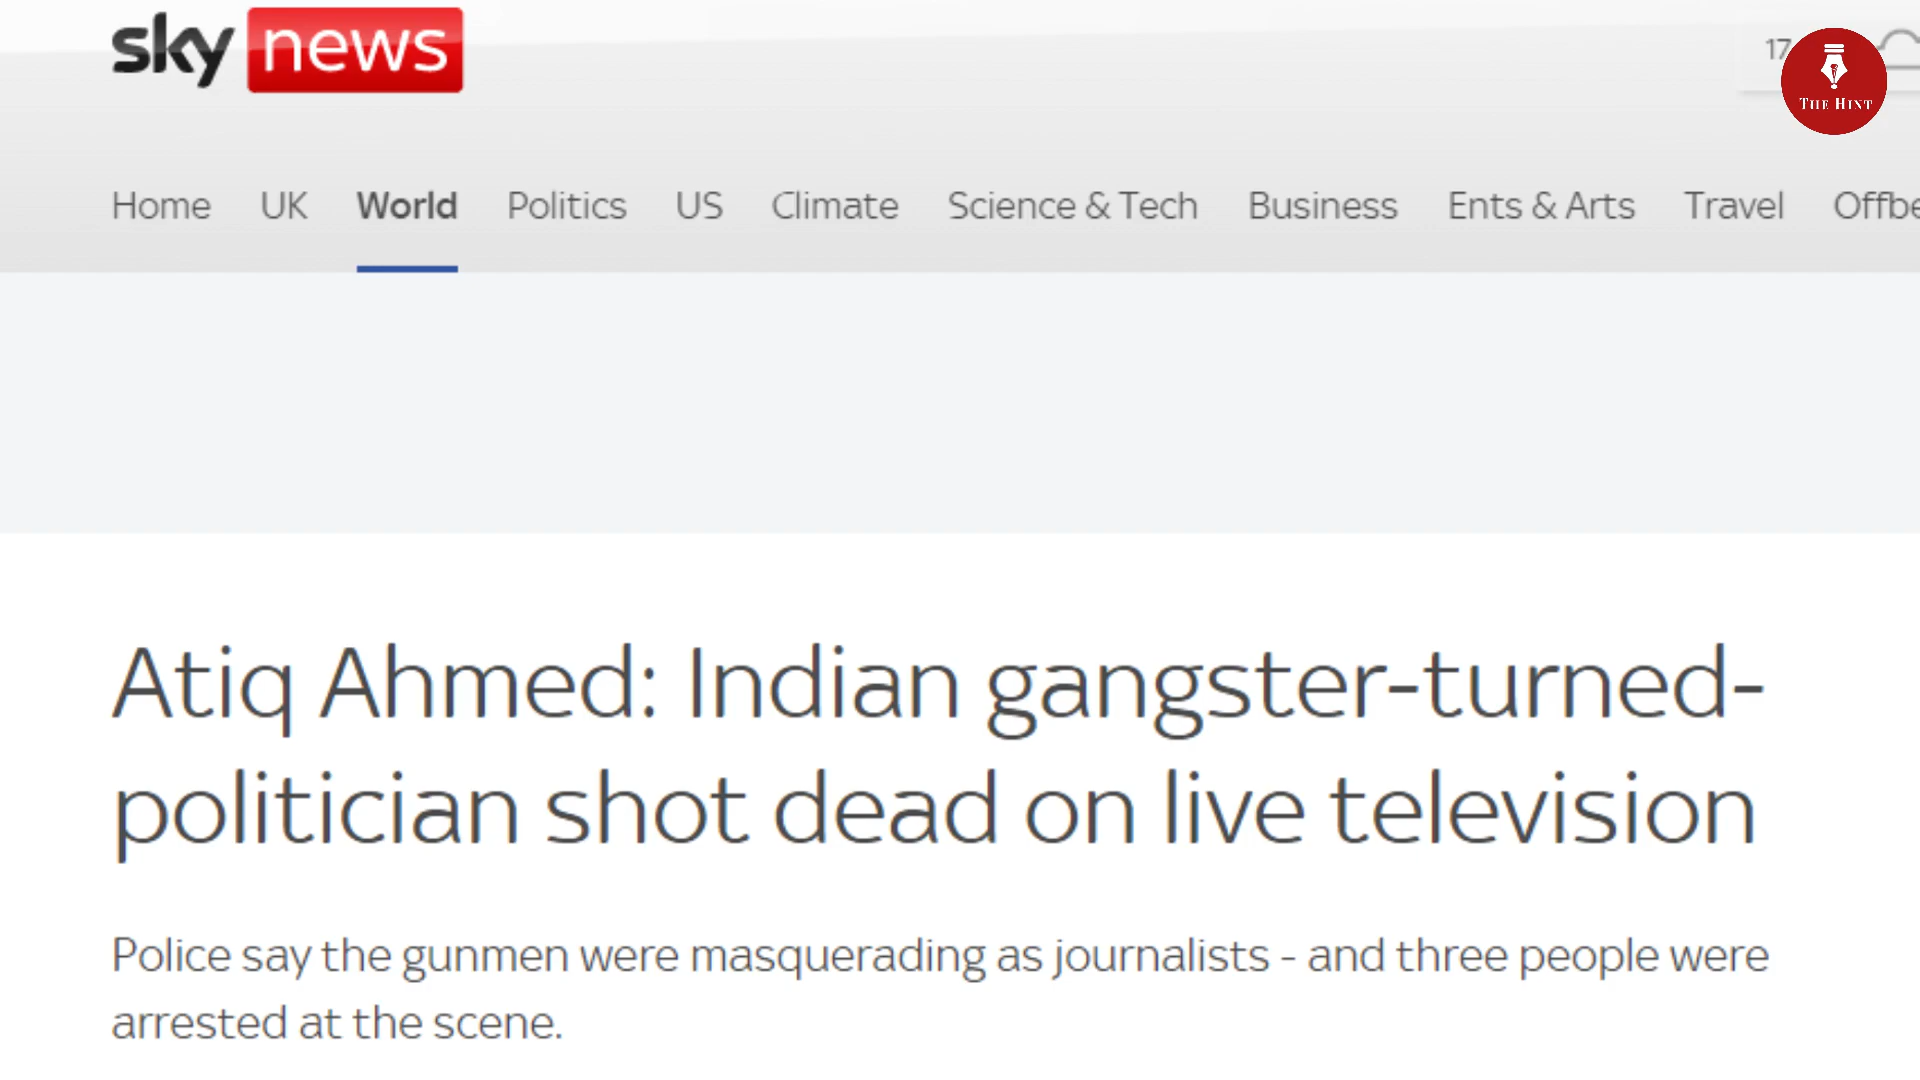 sky news
17
THE HINT
Home UK World Politics US Climate Science & Tech Business Ents & Arts Travel Offbe
Atiq Ahmed: Indian gangster-turned-
politician shot dead on live television
Police say the gunmen were masquerading as journalists - and three people were
arrested at the scene.